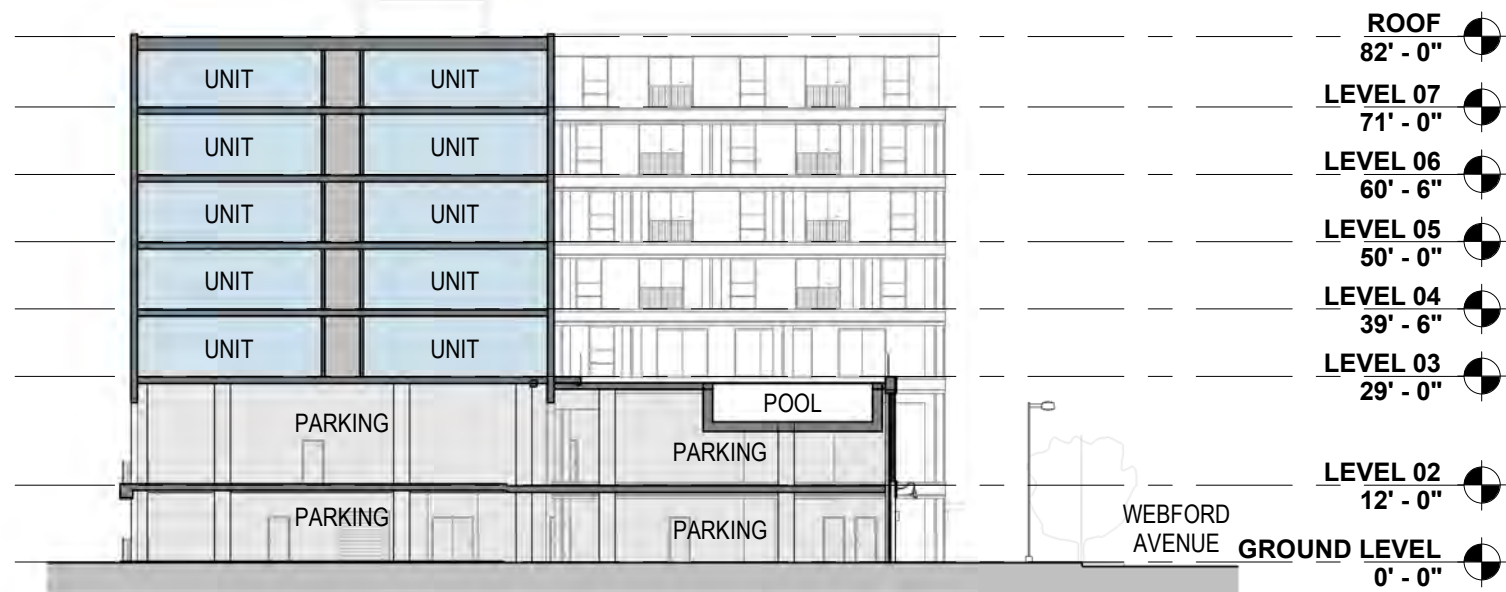 ROOF
82' - 0"
UNIT UNIT
LEVEL 07
71' - 0"
UNIT UNIT
LEVEL 06
60' - 6"
UNIT UNIT
LEVEL 05
50' - 0"
UNIT UNIT
LEVEL 04
39' - 6"
UNIT UNIT
LEVEL 03
29' - 0"
POOL
PARKING
PARKING
LEVEL 02
12' - 0"
PARKING
PARKING
WEBFORD
AVENUE
GROUND LEVEL
0' - 0"